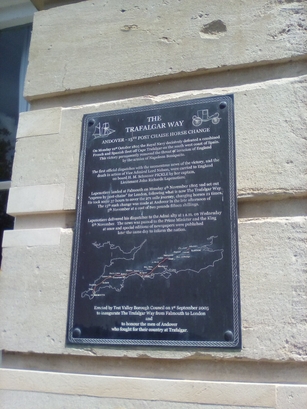 THE
TRAFALGAR WAY
ANDOVER - 15TH POST CHAISE HORSE CHANGE
On Monday 21st October 1805 the Royal Navy decisively defeated a combined
French and Spanish fleet off Cape Trafalgar on the south west coast of Spain.
This victory permanently removed the threat of invasion of England
by the armies of Napoleon Bonaparte.
The first official dispatches with the momentous news of the victory, and the
death in action of Vice Admiral Lord Nelson, were carried to England
on board H. M. Schooner PICKLE by her captain,
Lieutenant John Richards Lapenotiere.
Lapenotiere landed at Falmouth on Monday 4th November 1805 and set out
"express by post chaise" for London, following what is now The Trafalgar Way.
He took some 37 hours to cover the 271 mile journey, changing horses 21 times.
The 15th such change was made at Andover in the late afternoon of
5th November at a cost of two pounds fifteen shillings.
Lapenotiere delivered his dispatches to the Admiralty at 1 a.m. on Wednesday
6th November. The news was passed to the Prime Minister and the King
at once and special editions of newspapers were published
later the same day to inform the nation.
Erected by Test Valley Borough Council on 1st September 2005
to inaugurate The Trafalgar Way from Falmouth to London
and
to honour the men of Andover
who fought for their country at Trafalgar.